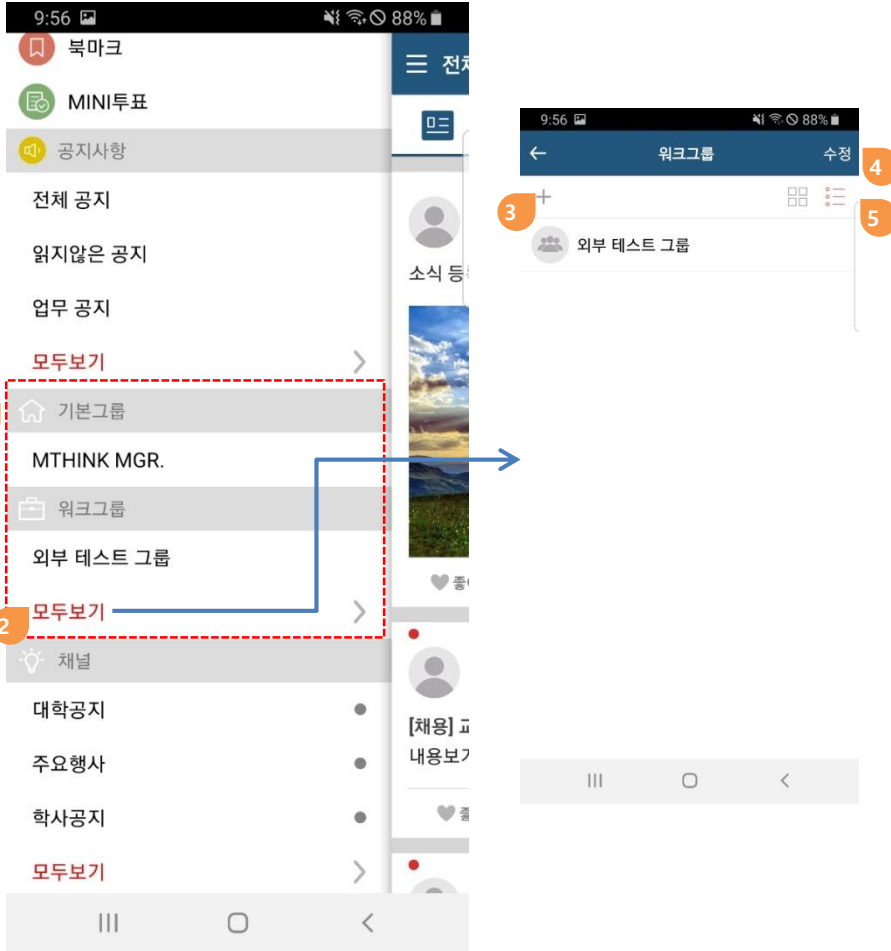 9:56
88%
북마크
MINI투표
공지사항
전체 공지
읽지않은 공지
업무 공지
모두보기
기본그룹
MTHINK MGR.
워크그룹
외부 테스트 그룹
2
모두보기
채널
대학공지
주요행사
학사공지
모두보기
소식 등
[채용]
내용보기
9:56
88%
워크그룹
수정
4
3
5
외부 테스트 그룹